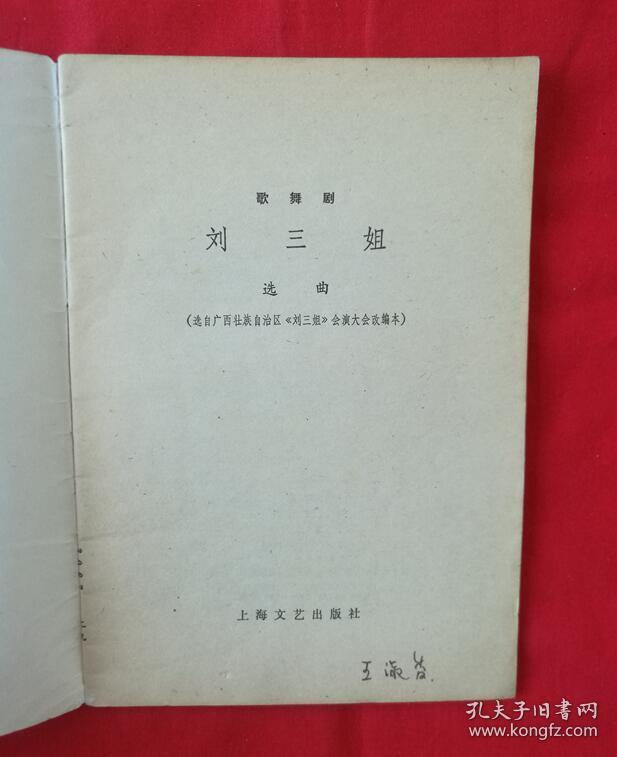 歌舞剧
刘三姐
选曲
(选自广西壮族自治区《刘三姐》会演大会改编本)
上海文艺出版社
王淑
孔夫子旧书网
www.kongfz.com